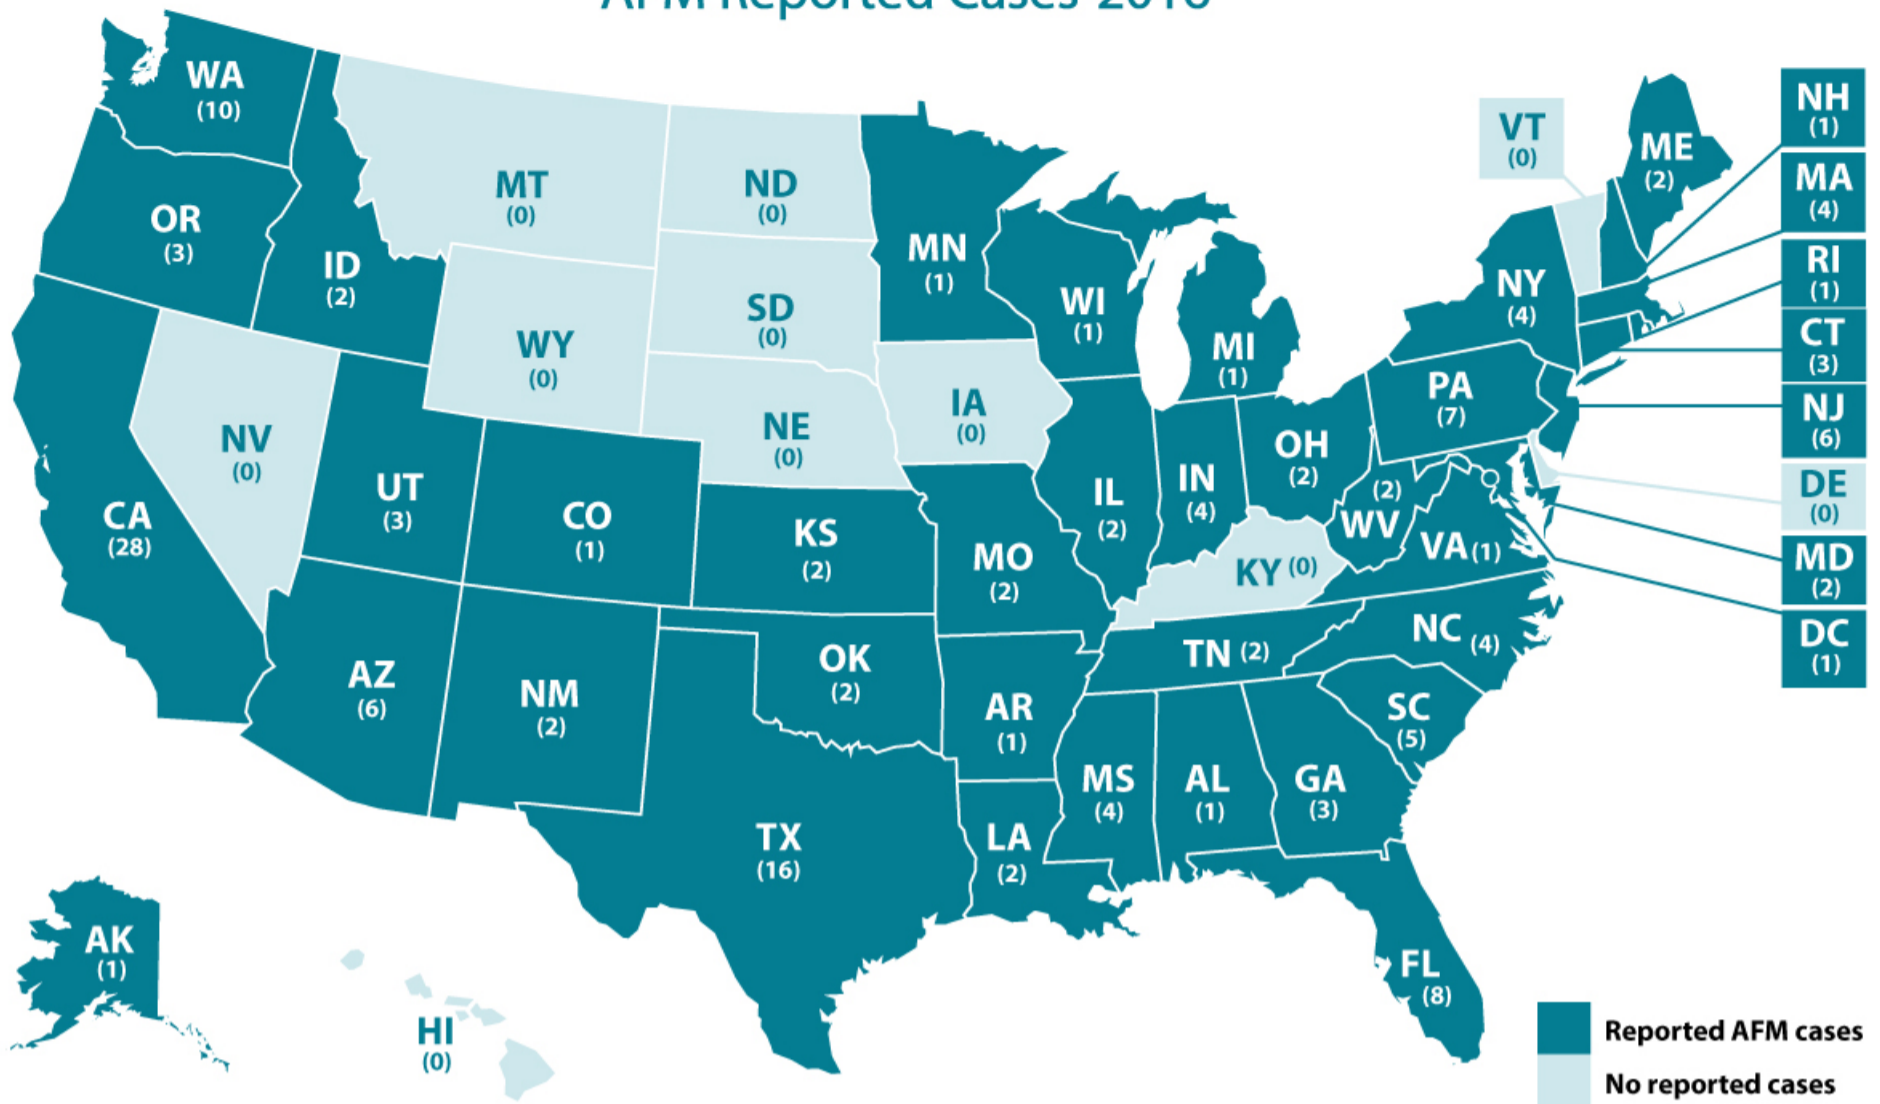 AFM Reported Cases 2016
WA
(10)
OR
(3)
ID
(2)
MT
(0)
ND
(0)
MN
(1)
WI
(1)
MI
(1)
VT
(0)
ME
(2)
NH
(1)
MA
(4)
RI
(1)
CT
(3)
NJ
(6)
DE
(0)
MD
(2)
DC
(1)
NY
(4)
PA
(7)
SD
(0)
WY
(0)
NE
(0)
IA
(0)
NV
(0)
UT
(3)
CO
(1)
CA
(28)
KS
(2)
MO
(2)
IL
(2)
IN
(4)
OH
(2)
(2)
WV
VA (1)
KY (0)
TN (2)
NC (4)
SC
(5)
AZ
(6)
NM
(2)
OK
(2)
AR
(1)
MS
(4)
AL
(1)
GA
(3)
TX
(16)
LA
(2)
FL
(8)
AK
(1)
HI
(0)
Reported AFM cases
No reported cases